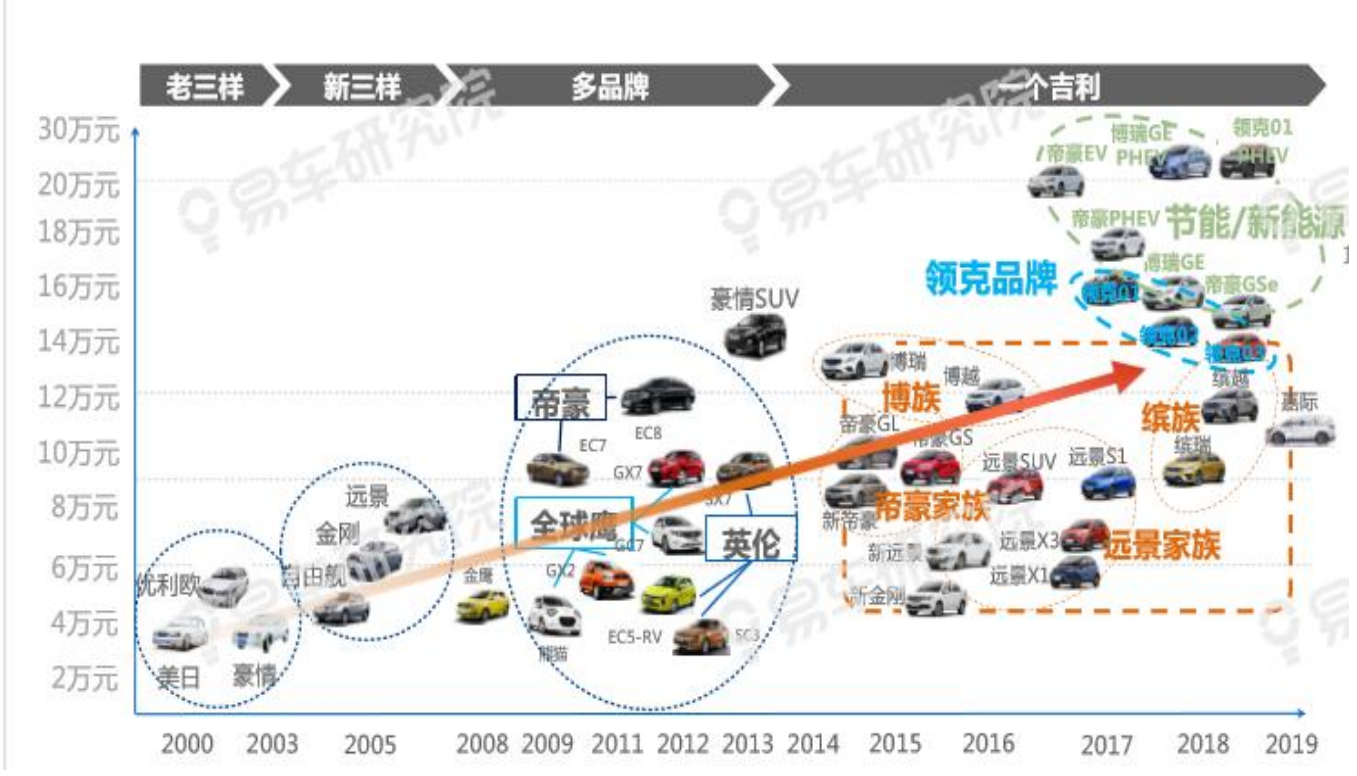 老三样
新三样
多品牌
一个吉利
30万元
20万元
18万元
16万元
14万元
12万元
10万元
8万元
6万元
4万元
2万元
易车研究院
易车研究院
博瑞GE
PHEV
领克01
PHEV
帝豪EV
帝豪PHEV
节能/新能源
博瑞GE
帝豪GSe
领克品牌
领克01
领克02
领克03
豪情SUV
博瑞
博越
博族
缤越
缤族
缤瑞
嘉际
帝豪
EC7
EC8
GX7
SX7
全球鹰
GC7
英伦
GX2
熊猫
EC5-RV
SC3
帝豪GL
帝豪GS
新帝豪
帝豪家族
远景SUV
远景S1
远景X3
远景X1
远景家族
新远景
新金刚
远景
金刚
自由舰
金鹰
优利欧
美日
豪情
2000
2003
2005
2008
2009
2011
2012
2013
2014
2015
2016
2017
2018
2019